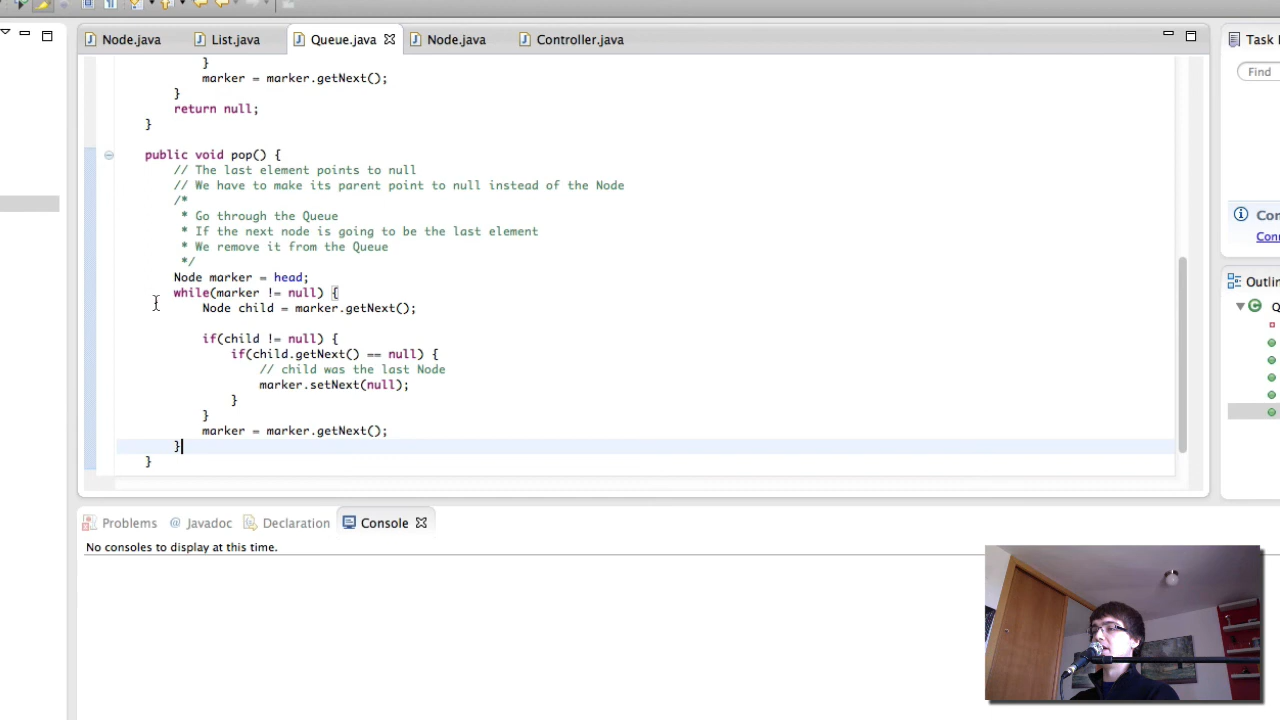 Node.java
List.java
Queue.java
Node.java
Controller.java
Task
Find
}
marker = marker.getNext();
}
return null;
}
public void pop() {
// The last element points to null
// We have to make its parent point to null instead of the Node
/*
* Go through the Queue
* If the next node is going to be the last element
* We remove it from the Queue
*/
Node marker = head;
while(marker != null) {
Node child = marker.getNext();
if(child != null) {
if(child.getNext() == null) {
// child was the last Node
marker.setNext(null);
}
}
marker = marker.getNext();
}
}
Con
Conn
Outlin
Q
Problems
@ Javadoc
Declaration
Console
No consoles to display at this time.